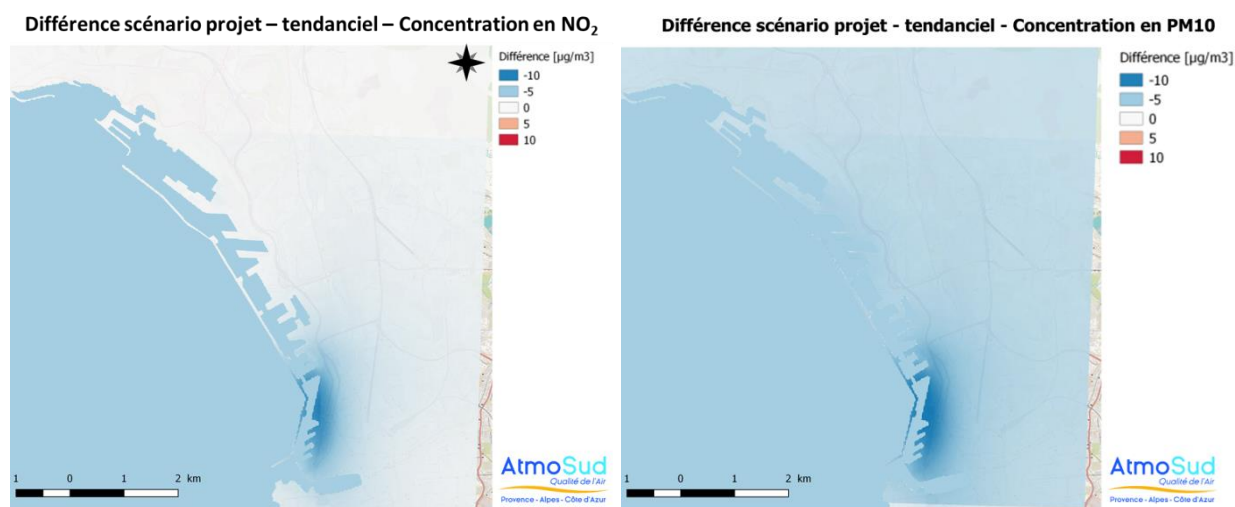 Différence scénario projet – tendanciel – Concentration en NO₂
Différence [µg/m3]
-10
-5
0
5
10
1 0 1 2 km
AtmoSud
Qualité de l'Air
Provence - Alpes - Côte d'Azur
Différence scénario projet - tendanciel - Concentration en PM10
Différence [µg/m3]
-10
-5
0
5
10
1 0 1 2 km
AtmoSud
Qualité de l'Air
Provence - Alpes - Côte d'Azur